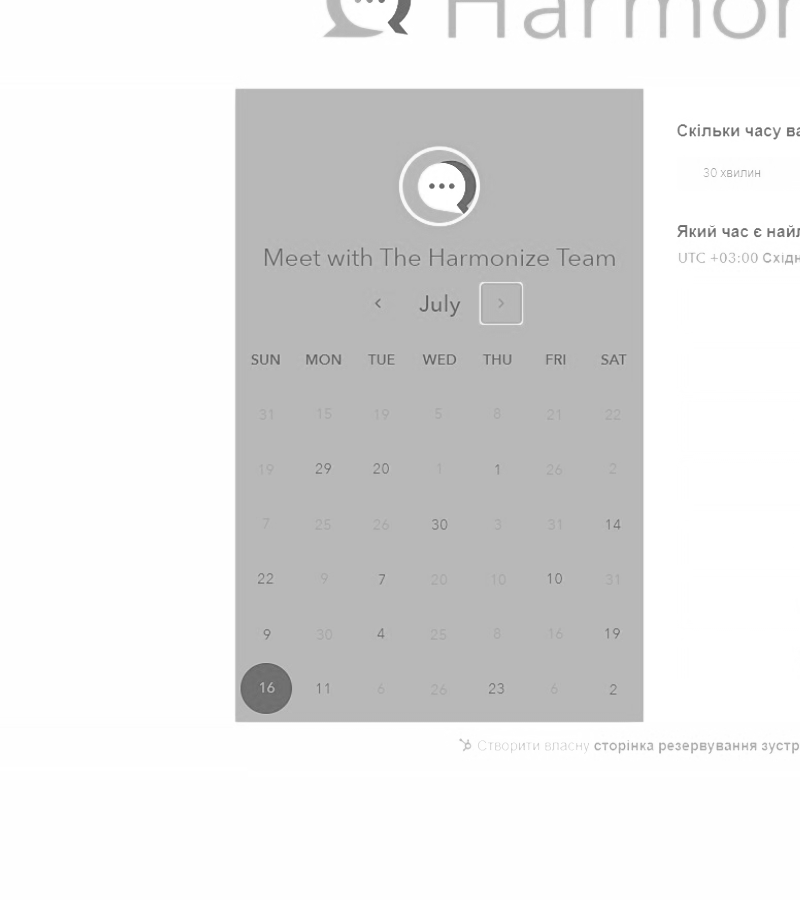 Harmon
Meet with The Harmonize Team
July
SUN MON TUE WED THU FRI SAT
31 15 19 5 8 21 22
19 29 20 1 1 26 2
7 25 26 30 3 31 14
22 9 7 20 10 10 31
9 30 4 25 8 16 19
16 11 6 26 23 6 2
Скільки часу ва
30 хвилин
Який час є найл
UTC +03:00 Східн
Створити власну сторінка резервування зустр